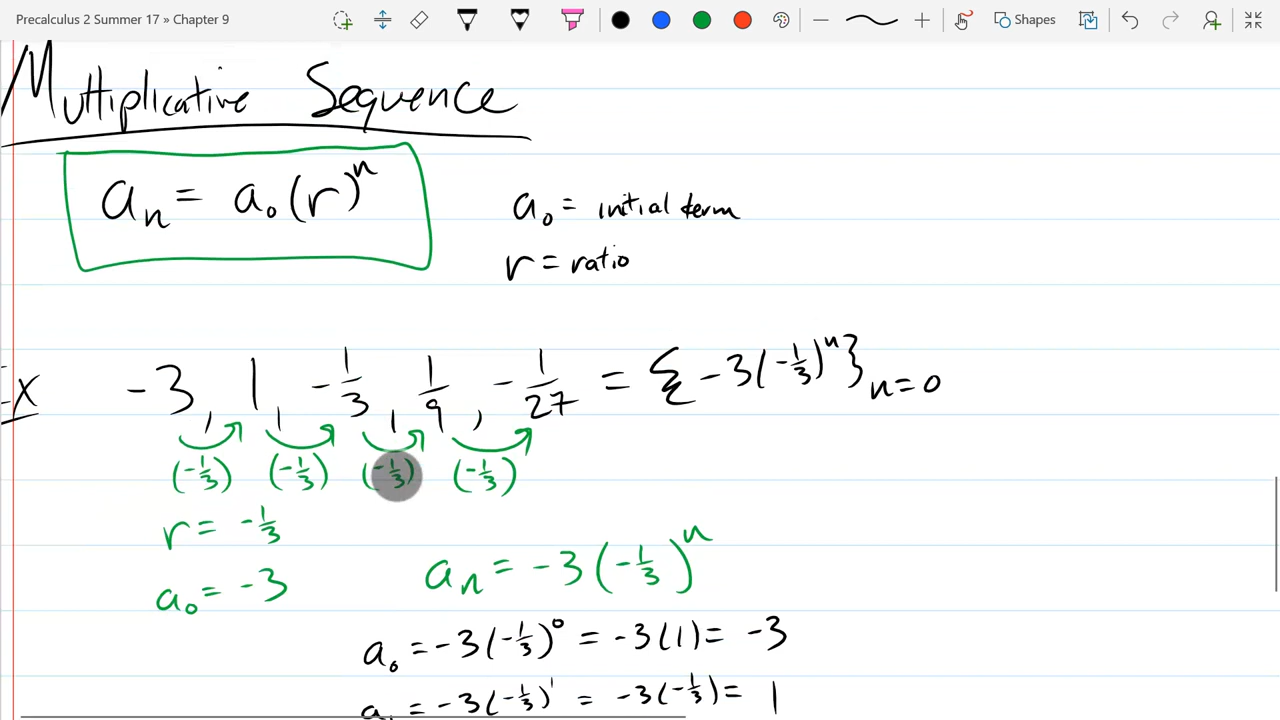 Precalculus 2 Summer 17 » Chapter 9
Shapes
Multiplicative Sequence
aₙ = a₀(r)ⁿ
a₀ = initial term
r = ratio
Ex -3, 1, -1/3, 1/9, -1/27 = {-3(-1/3)ⁿ}ₙ₌₀
(-1/3) (-1/3) (-1/3) (-1/3)
r = -1/3
a₀ = -3
aₙ = -3(-1/3)ⁿ
a₀ = -3(-1/3)⁰ = -3(1) = -3
a₁ = -3(-1/3)¹ = -3(-1/3) = 1